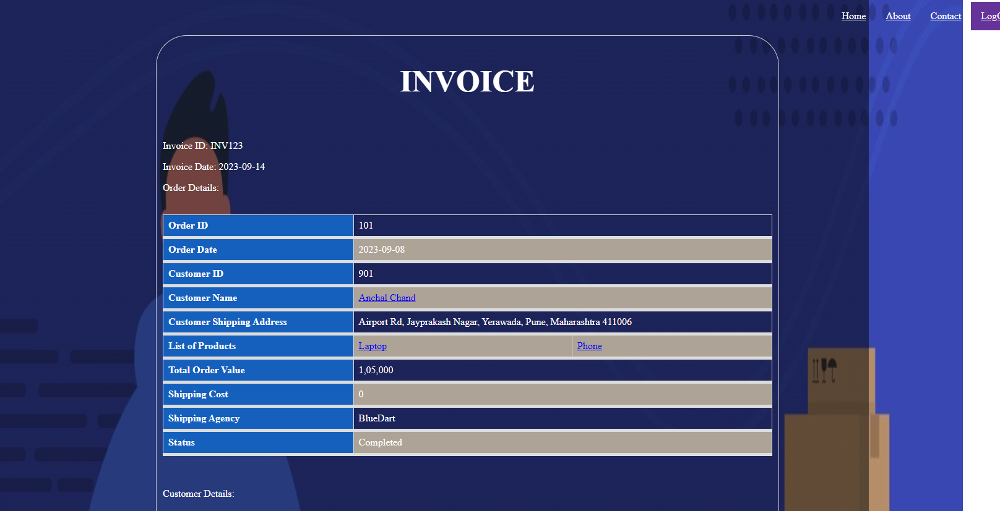 Home About Contact
INVOICE
Invoice ID: INV123
Invoice Date: 2023-09-14
Order Details:
Order ID 101
Order Date 2023-09-08
Customer ID 901
Customer Name Anchal Chand
Customer Shipping Address Airport Rd, Jayprakash Nagar, Yerawada, Pune, Maharashtra 411006
List of Products Laptop Phone
Total Order Value 1,05,000
Shipping Cost 0
Shipping Agency BlueDart
Status Completed
Customer Details: